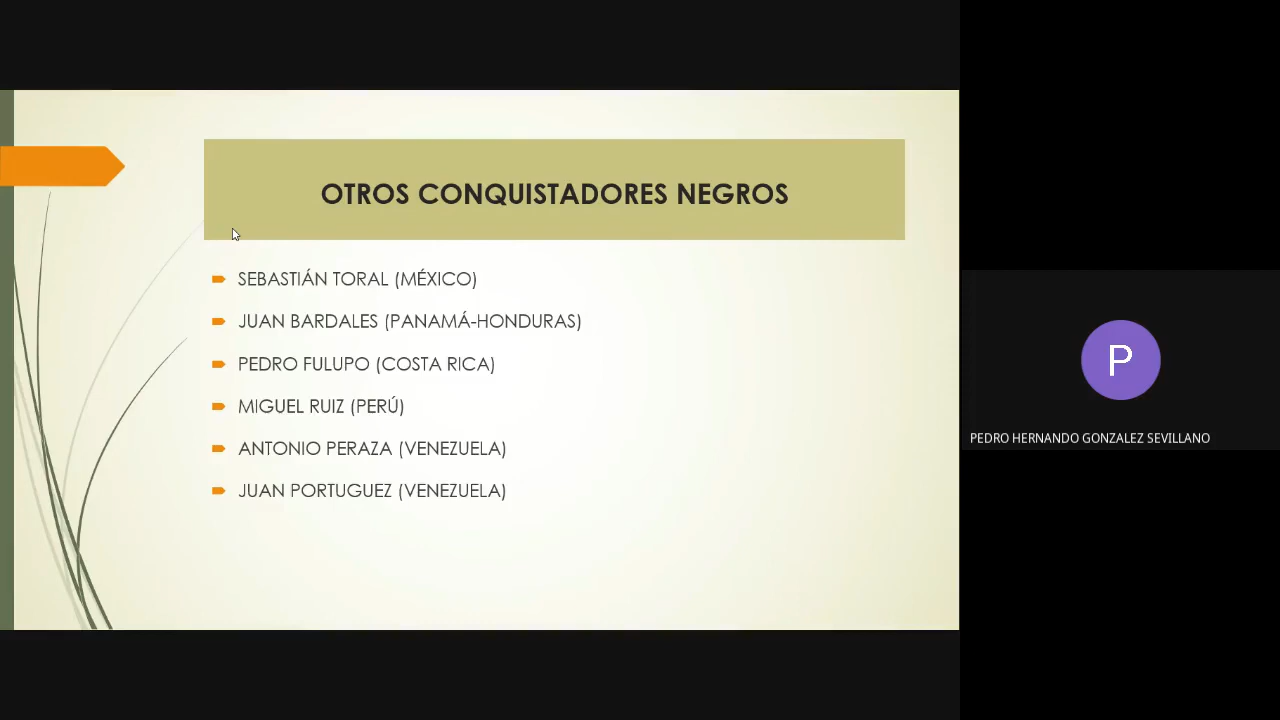 OTROS CONQUISTADORES NEGROS
SEBASTIÁN TORAL (MÉXICO)
JUAN BARDALES (PANAMÁ-HONDURAS)
PEDRO FULUPO (COSTA RICA)
MIGUEL RUIZ (PERÚ)
ANTONIO PERAZA (VENEZUELA)
JUAN PORTUGUEZ (VENEZUELA)
P
PEDRO HERNANDO GONZALEZ SEVILLANO